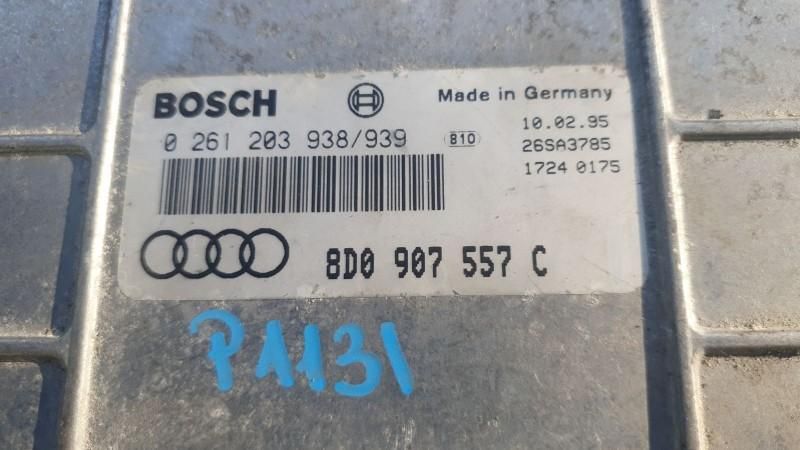 BOSCH Made in Germany
0 261 203 938/939 810 10.02.95
26SA3785
1724 0175
8D0 907 557 C
PA131